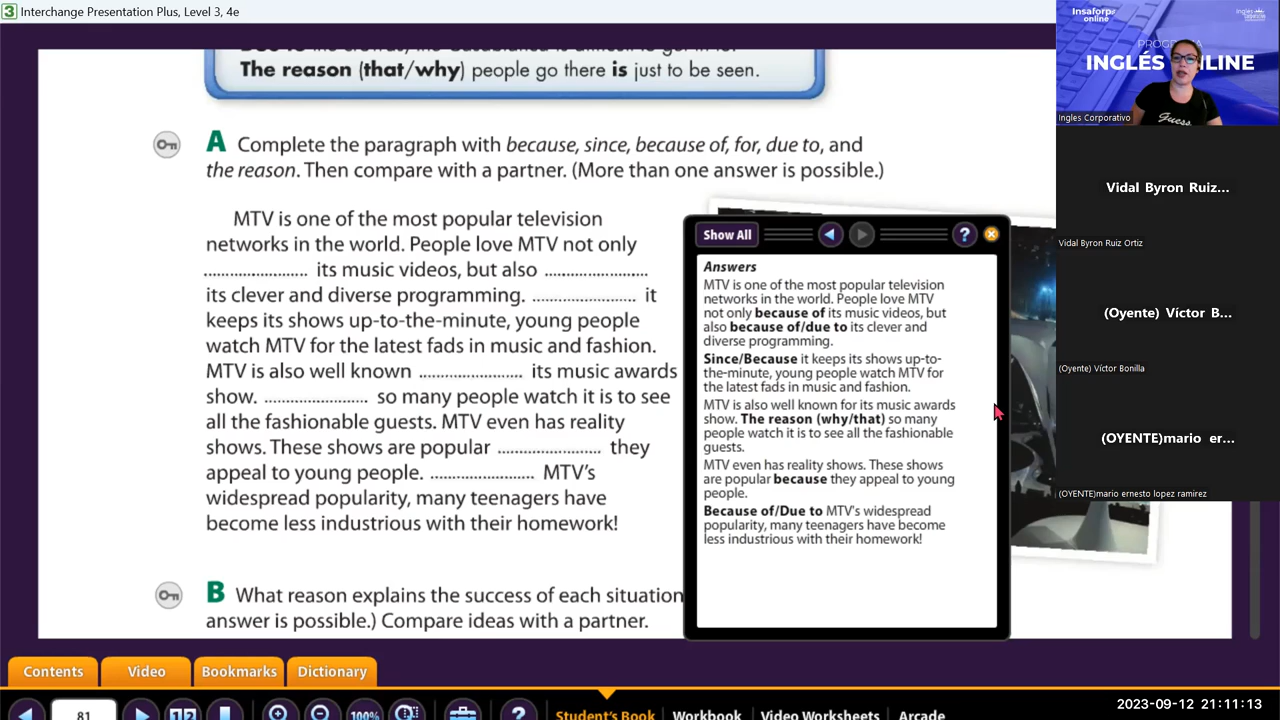 Interchange Presentation Plus, Level 3, 4e
The reason (that/why) people go there is just to be seen.
A Complete the paragraph with because, since, because of, for, due to, and
the reason. Then compare with a partner. (More than one answer is possible.)
MTV is one of the most popular television
networks in the world. People love MTV not only
........................ its music videos, but also ........................
its clever and diverse programming. ........................ it
keeps its shows up-to-the-minute, young people
watch MTV for the latest fads in music and fashion.
MTV is also well known ........................ its music awards
show. ........................ so many people watch it is to see
all the fashionable guests. MTV even has reality
shows. These shows are popular ........................ they
appeal to young people. ........................ MTV's
widespread popularity, many teenagers have
become less industrious with their homework!
B What reason explains the success of each situation
answer is possible.) Compare ideas with a partner.
Show All
?
Answers
MTV is one of the most popular television
networks in the world. People love MTV
not only because of its music videos, but
also because of/due to its clever and
diverse programming.
Since/Because it keeps its shows up-to-
the-minute, young people watch MTV for
the latest fads in music and fashion.
MTV is also well known for its music awards
show. The reason (why/that) so many
people watch it is to see all the fashionable
guests.
MTV even has reality shows. These shows
are popular because they appeal to young
people.
Because of/Due to MTV's widespread
popularity, many teenagers have become
less industrious with their homework!
Insaforp
online
inglés
INGLÉS
Guess
Ingles Corporativo
Vidal Byron Ruiz...
Vidal Byron Ruiz Ortiz
(Oyente) Víctor B...
(Oyente) Víctor Bonilla
(OYENTE)mario er...
(OYENTE)mario ernesto lopez ramirez
Contents
Video
Bookmarks
Dictionary
81
100%
?
Student's Book
Workbook
Video Worksheets
Arcade
2023-09-12 21:11:13